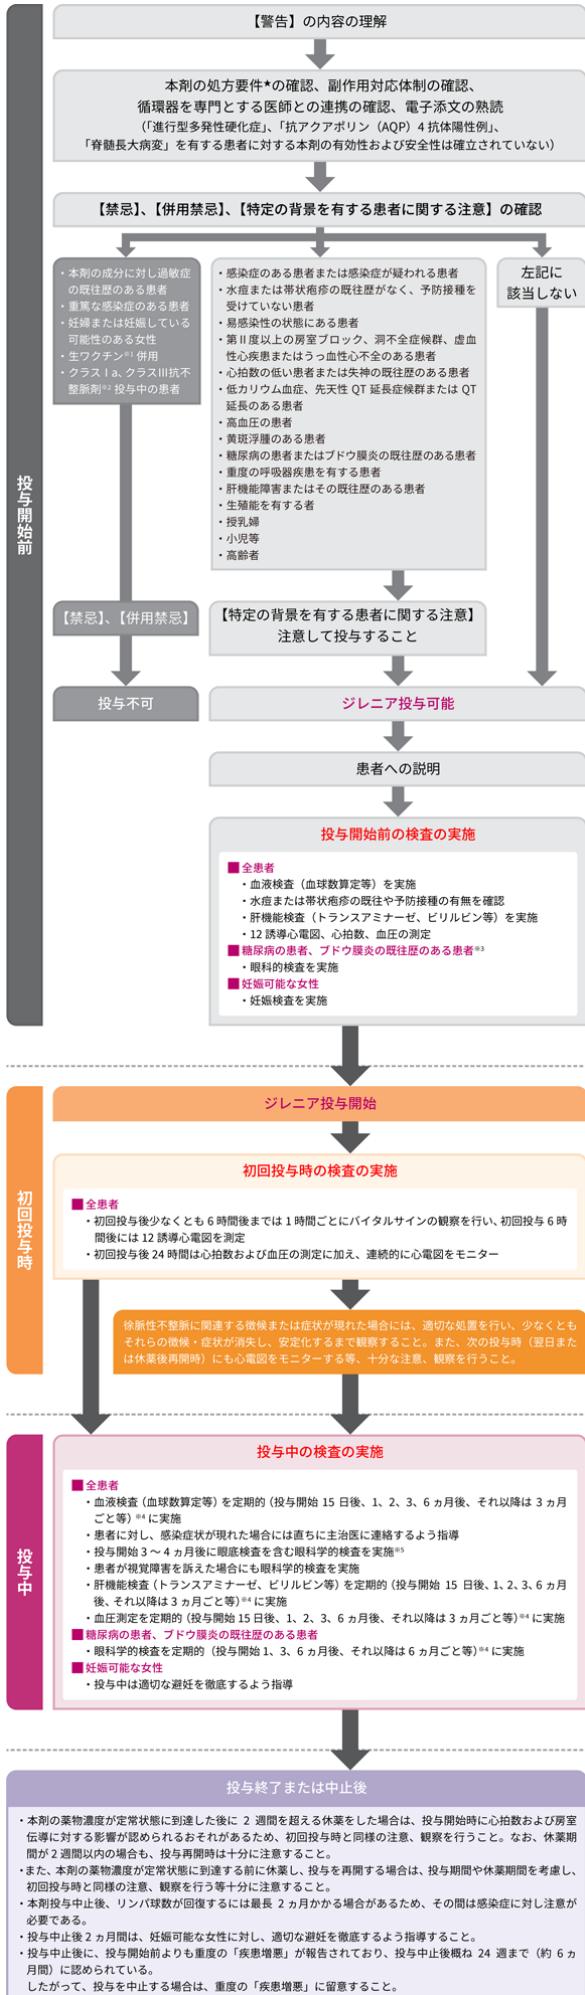 【警告】の内容の理解
本剤の処方要件★の確認、副作用対応体制の確認、
循環器を専門とする医師との連携の確認、電子添文の熟読
（「進行型多発性硬化症」、「抗アクアポリン（AQP）4 抗体陽性例」、
「脊髄長大病変」を有する患者に対する本剤の有効性および安全性は確立されていない）
【禁忌】、【併用禁忌】、【特定の背景を有する患者に関する注意】の確認
投与開始前
・本剤の成分に対し過敏症
の既往歴のある患者
・重篤な感染症のある患者
・妊婦または妊娠している
可能性のある女性
・生ワクチン※1 併用
・クラスⅠa、クラスⅢ抗不
整脈剤※2 投与中の患者
・感染症のある患者または感染症が疑われる患者
・水痘または帯状疱疹の既往歴がなく、予防接種を
受けていない患者
・易感染性の状態にある患者
・第Ⅱ度以上の房室ブロック、洞不全症候群、虚血
性心疾患またはうっ血性心不全のある患者
・心拍数の低い患者または失神の既往歴のある患者
・低カリウム血症、先天性 QT 延長症候群または QT
延長のある患者
・高血圧の患者
・黄斑浮腫のある患者
・糖尿病の患者またはブドウ膜炎の既往歴のある患者
・重度の呼吸器疾患を有する患者
・肝機能障害またはその既往歴のある患者
・生殖能を有する者
・授乳婦
・小児等
・高齢者
左記に
該当しない
【禁忌】、【併用禁忌】
【特定の背景を有する患者に関する注意】
注意して投与すること
投与不可
ジレニア投与可能
患者への説明
投与開始前の検査の実施
■ 全患者
・血液検査（血球数算定等）を実施
・水痘または帯状疱疹の既往や予防接種の有無を確認
・肝機能検査（トランスアミナーゼ、ビリルビン等）を実施
・12 誘導心電図、心拍数、血圧の測定
■ 糖尿病の患者、ブドウ膜炎の既往歴のある患者※3
・眼科的検査を実施
■ 妊娠可能な女性
・妊娠検査を実施
初回投与時
ジレニア投与開始
初回投与時の検査の実施
■ 全患者
・初回投与後少なくとも 6 時間後までは 1 時間ごとにバイタルサインの観察を行い、初回投与 6 時
間後には 12 誘導心電図を測定
・初回投与後 24 時間は心拍数および血圧の測定に加え、連続的に心電図をモニター
徐脈性不整脈に関連する徴候または症状が現れた場合には、適切な処置を行い、少なくとも
それらの徴候・症状が消失し、安定化するまで観察すること。また、次の投与時（翌日また
は休薬後再開時）にも心電図をモニターする等、十分な注意、観察を行うこと。
投与中
投与中の検査の実施
■ 全患者
・血液検査（血球数算定等）を定期的（投与開始 15 日後、1、2、3、6 ヵ月後、それ以降は 3 ヵ月
ごと等）※4 に実施
・患者に対し、感染症状が現れた場合には直ちに主治医に連絡するよう指導
・投与開始 3 〜 4 ヵ月後に眼底検査を含む眼科学的検査を実施※5
・患者が視覚障害を訴えた場合にも眼科学的検査を実施
・肝機能検査（トランスアミナーゼ、ビリルビン等）を定期的（投与開始 15 日後、1、2、3、6 ヵ月
後、それ以降は 3 ヵ月ごと等）※4 に実施
・血圧測定を定期的（投与開始 15 日後、1、2、3、6 ヵ月後、それ以降は 3 ヵ月ごと等）※4 に実施
■ 糖尿病の患者、ブドウ膜炎の既往歴のある患者
・眼科学的検査を定期的（投与開始 1、3、6 ヵ月後、それ以降は 6 ヵ月ごと等）※4 に実施
■ 妊娠可能な女性
・投与中は適切な避妊を徹底するよう指導
投与終了または中止後
・本剤の薬物濃度が定常状態に到達した後に 2 週間を超える休薬をした場合は、投与開始時に心拍数および房室
伝導に対する影響が認められるおそれがあるため、初回投与時と同様の注意、観察を行うこと。なお、休薬期
間が 2 週間以内の場合も、投与再開時は十分に注意すること。
・また、本剤の薬物濃度が定常状態に到達する前に休薬し、投与を再開する場合は、投与期間や休薬期間を考慮し、
初回投与時と同様の注意、観察を行う等十分に注意すること。
・本剤投与中止後、リンパ球数が回復するには最長 2 ヵ月かかる場合があるため、その間は感染症に対し注意が
必要である。
・投与中止後 2 ヵ月間は、妊娠可能な女性に対し、適切な避妊を徹底するよう指導すること。
・投与中止後に、投与開始前よりも重度の「疾患増悪」が報告されており、投与中止後概ね 24 週まで（約 6 ヵ
月間）に認められている。
したがって、投与を中止する場合は、重度の「疾患増悪」に留意すること。